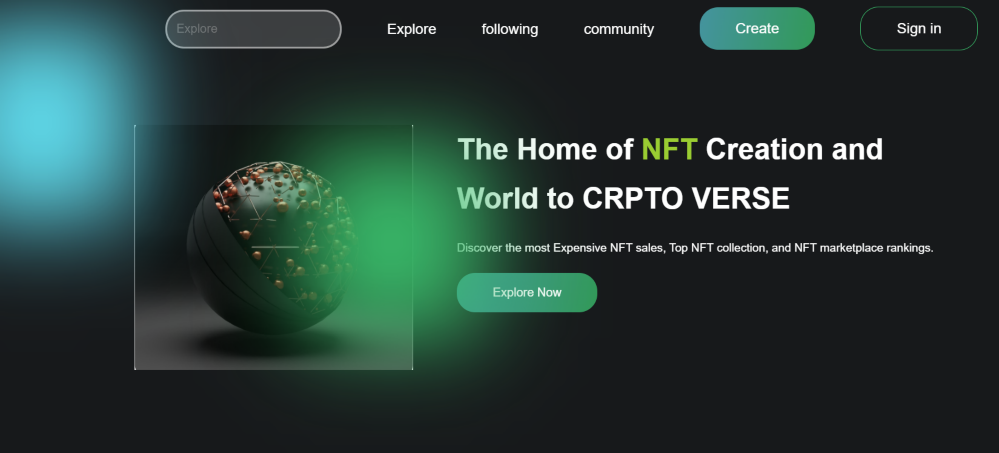 Explore
Explore
following
community
Create
Sign in
The Home of NFT Creation and
World to CRPTO VERSE
Discover the most Expensive NFT sales, Top NFT collection, and NFT marketplace rankings.
Explore Now